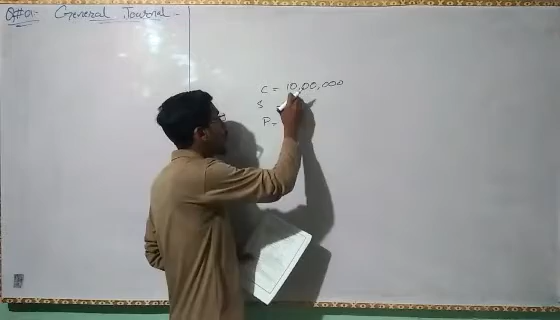 Q#01- General Journal -
C = 10,00,000
S
P=